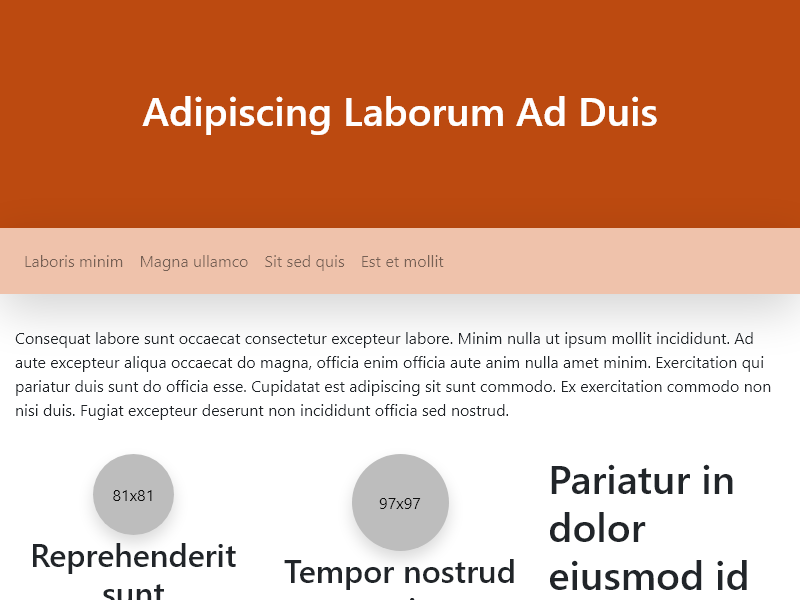 Adipiscing Laborum Ad Duis
Laboris minim
Magna ullamco
Sit sed quis
Est et mollit
Consequat labore sunt occaecat consectetur excepteur labore. Minim nulla ut ipsum mollit incididunt. Ad
aute excepteur aliqua occaecat do magna, officia enim officia aute anim nulla amet minim. Exercitation qui
pariatur duis sunt do officia esse. Cupidatat est adipiscing sit sunt commodo. Ex exercitation commodo non
nisi duis. Fugiat excepteur deserunt non incididunt officia sed nostrud.
81x81
Reprehenderit
sunt
97x97
Tempor nostrud
Pariatur in
dolor
eiusmod id